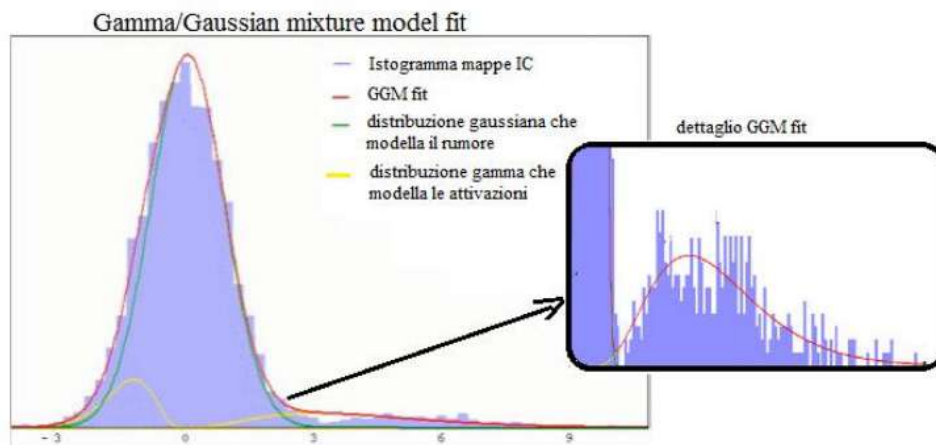 Gamma/Gaussian mixture model fit
Istogramma mappe IC
GGM fit
distribuzione gaussiana che
modella il rumore
distribuzione gamma che
modella le attivazioni
dettaglio GGM fit
-3 0 3 6 9